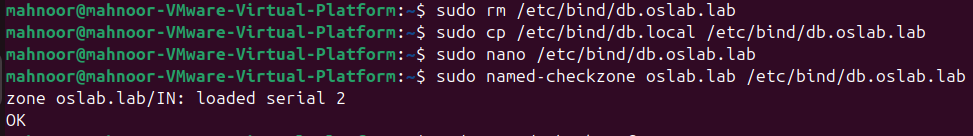 mahnoor@mahnoor-VMware-Virtual-Platform:~$ sudo rm /etc/bind/db.oslab.lab
mahnoor@mahnoor-VMware-Virtual-Platform:~$ sudo cp /etc/bind/db.local /etc/bind/db.oslab.lab
mahnoor@mahnoor-VMware-Virtual-Platform:~$ sudo nano /etc/bind/db.oslab.lab
mahnoor@mahnoor-VMware-Virtual-Platform:~$ sudo named-checkzone oslab.lab /etc/bind/db.oslab.lab
zone oslab.lab/IN: loaded serial 2
OK